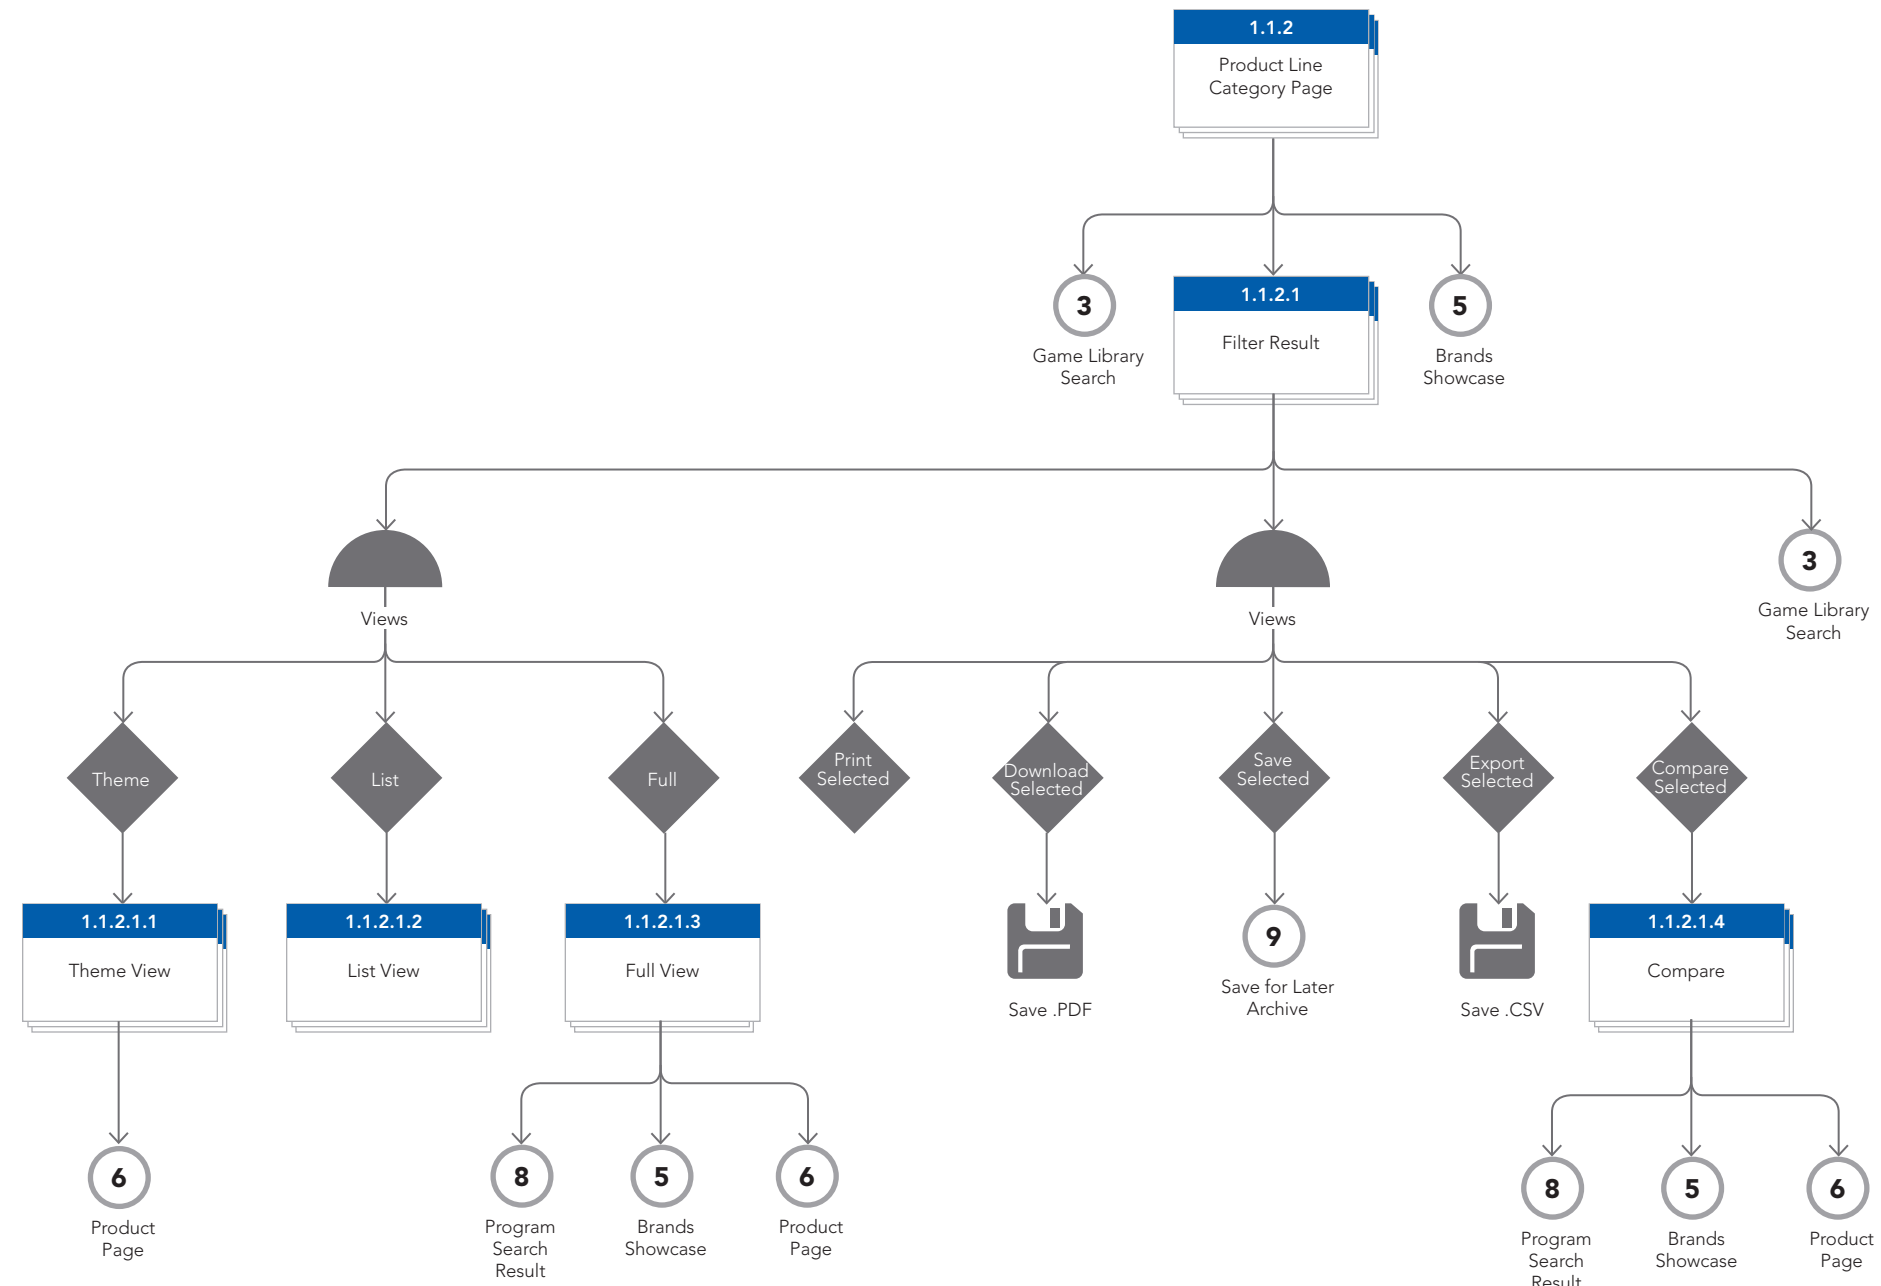 1.1.2
Product Line
Category Page
3
Game Library
Search
1.1.2.1
Filter Result
5
Brands
Showcase
Views
Views
3
Game Library
Search
Theme
List
Full
Print
Selected
Download
Selected
Save
Selected
Export
Selected
Compare
Selected
1.1.2.1.1
Theme View
1.1.2.1.2
List View
1.1.2.1.3
Full View
Save .PDF
9
Save for Later
Archive
Save .CSV
1.1.2.1.4
Compare
6
Product
Page
8
Program
Search
Result
5
Brands
Showcase
6
Product
Page
8
Program
Search
Result
5
Brands
Showcase
6
Product
Page